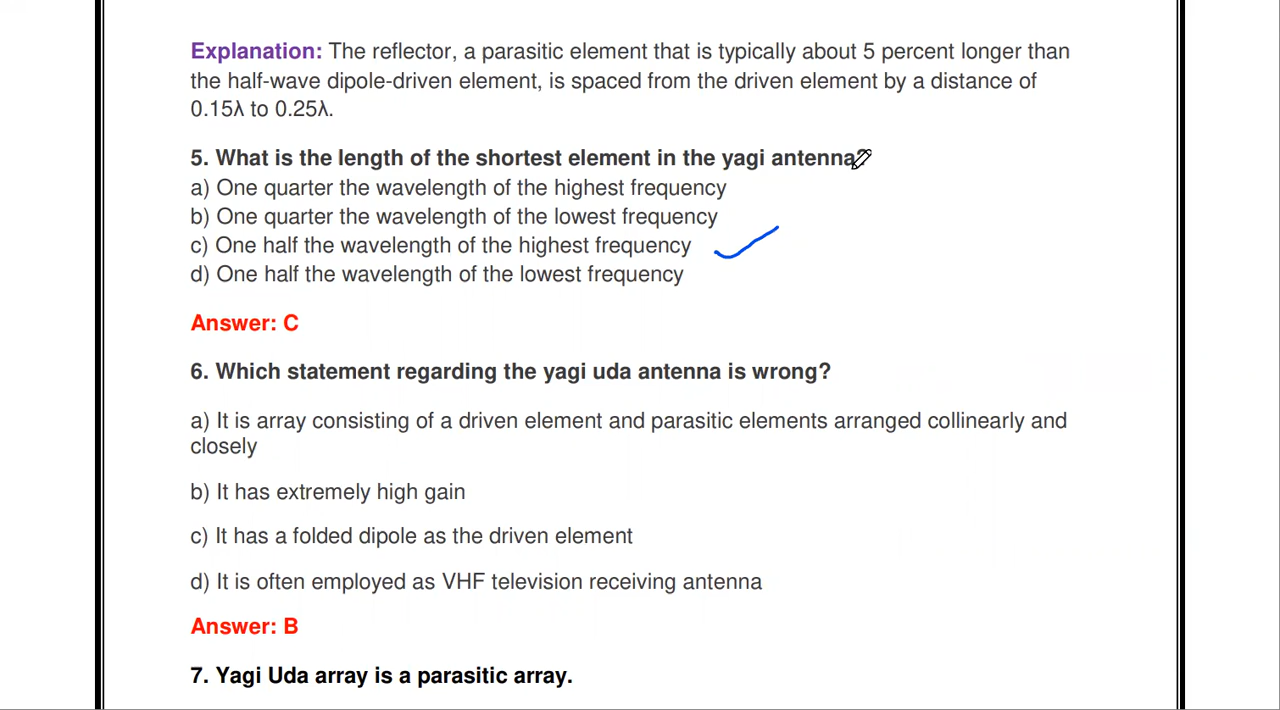 Explanation: The reflector, a parasitic element that is typically about 5 percent longer than
the half-wave dipole-driven element, is spaced from the driven element by a distance of
0.15λ to 0.25λ.
5. What is the length of the shortest element in the yagi antenna?
a) One quarter the wavelength of the highest frequency
b) One quarter the wavelength of the lowest frequency
c) One half the wavelength of the highest frequency
d) One half the wavelength of the lowest frequency
Answer: C
6. Which statement regarding the yagi uda antenna is wrong?
a) It is array consisting of a driven element and parasitic elements arranged collinearly and
closely
b) It has extremely high gain
c) It has a folded dipole as the driven element
d) It is often employed as VHF television receiving antenna
Answer: B
7. Yagi Uda array is a parasitic array.